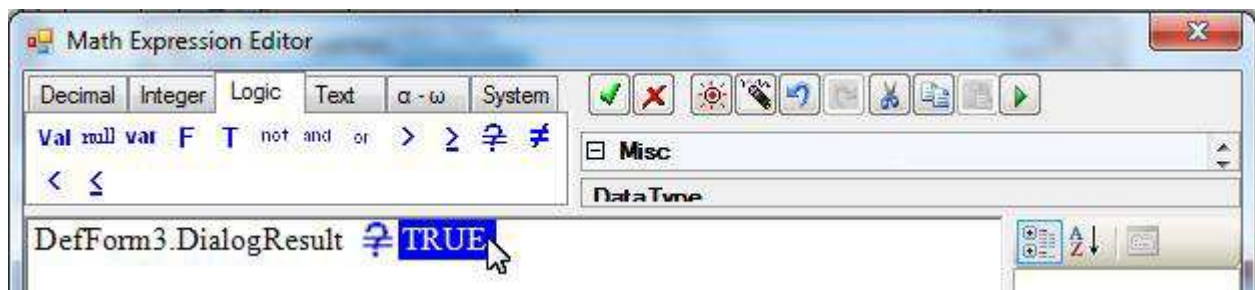 Math Expression Editor
Decimal Integer Logic Text α - ω System
Val null var F T not and or > ≥ ≠
< ≤
Misc
DataType
DefForm3.DialogResult TRUE